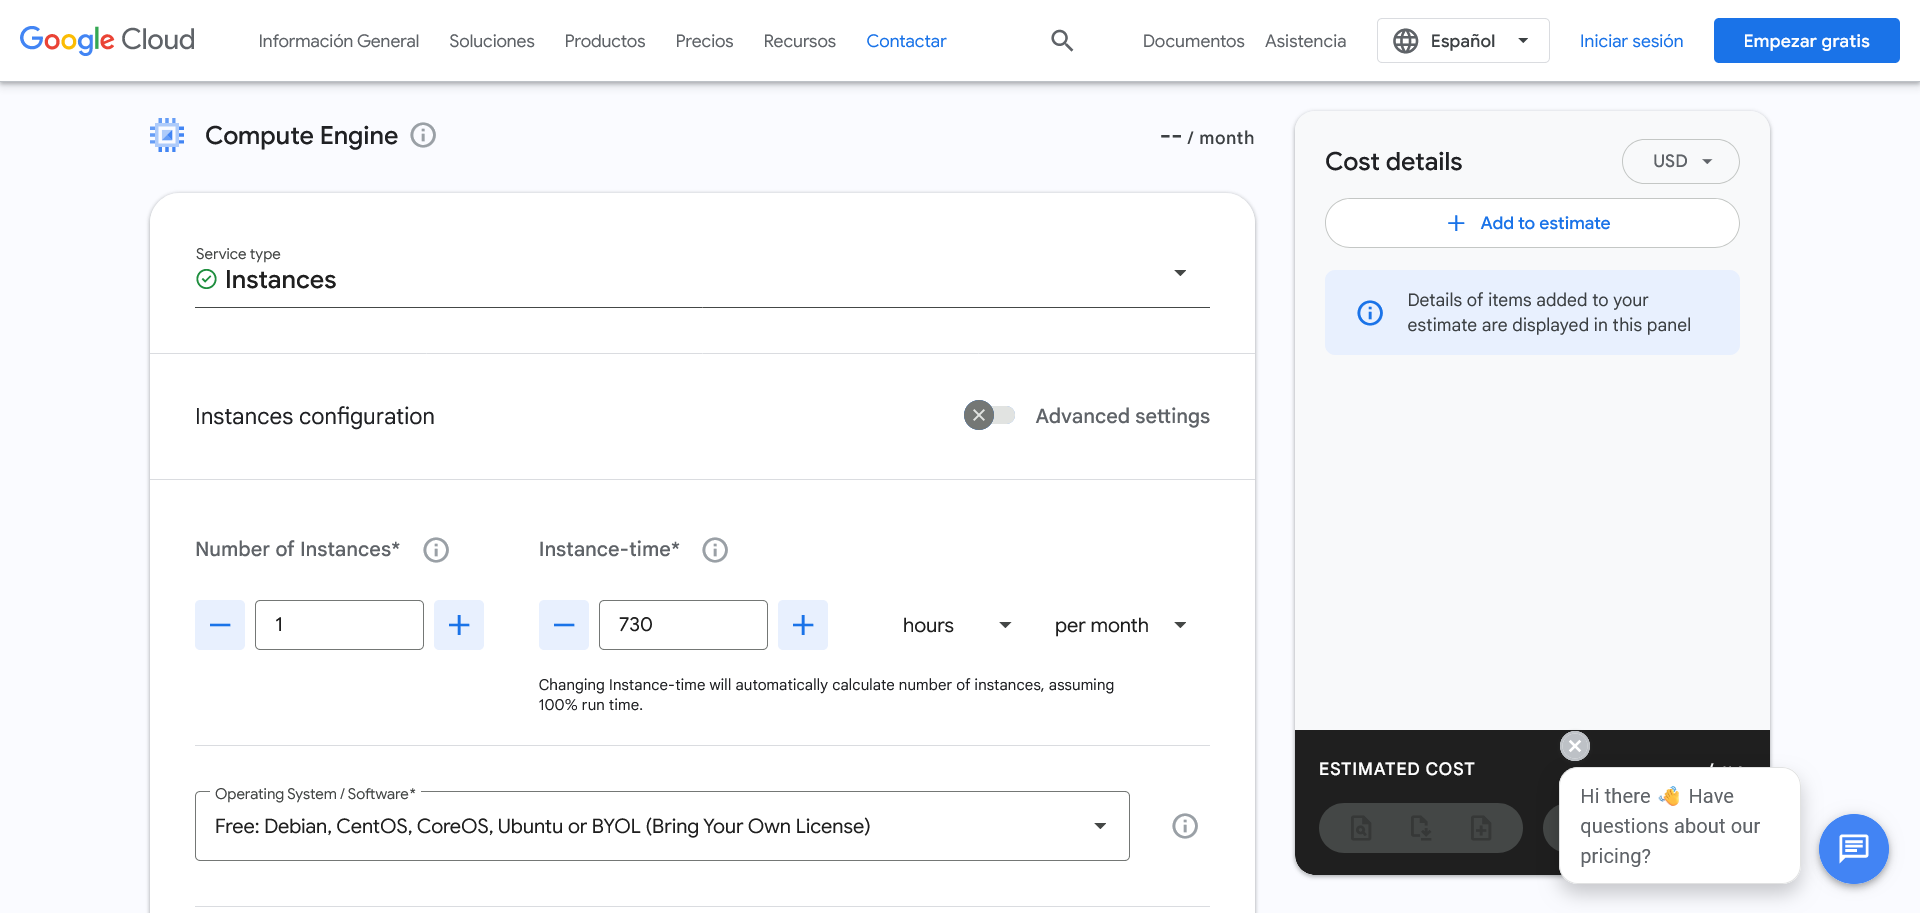 Google Cloud
Información General
Soluciones
Productos
Precios
Recursos
Contactar
Documentos
Asistencia
Español
Iniciar sesión
Empezar gratis
Compute Engine
-- / month
Service type
Instances
Instances configuration
Advanced settings
Number of Instances*
Instance-time*
1
730
hours
per month
Changing Instance-time will automatically calculate number of instances, assuming
100% run time.
Operating System / Software*
Free: Debian, CentOS, CoreOS, Ubuntu or BYOL (Bring Your Own License)
Cost details
USD
Add to estimate
Details of items added to your
estimate are displayed in this panel
ESTIMATED COST
Hi there 👋 Have
questions about our
pricing?